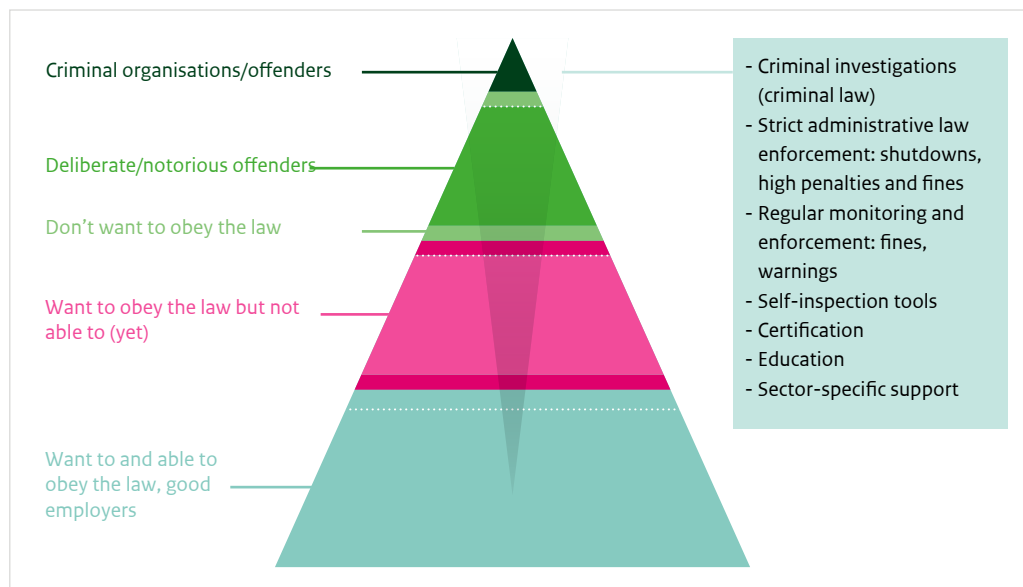 Criminal organisations/offenders
Deliberate/notorious offenders
Don't want to obey the law
Want to obey the law but not
able to (yet)
Want to and able to
obey the law, good
employers
- Criminal investigations
(criminal law)
- Strict administrative law
enforcement: shutdowns,
high penalties and fines
- Regular monitoring and
enforcement: fines,
warnings
- Self-inspection tools
- Certification
- Education
- Sector-specific support